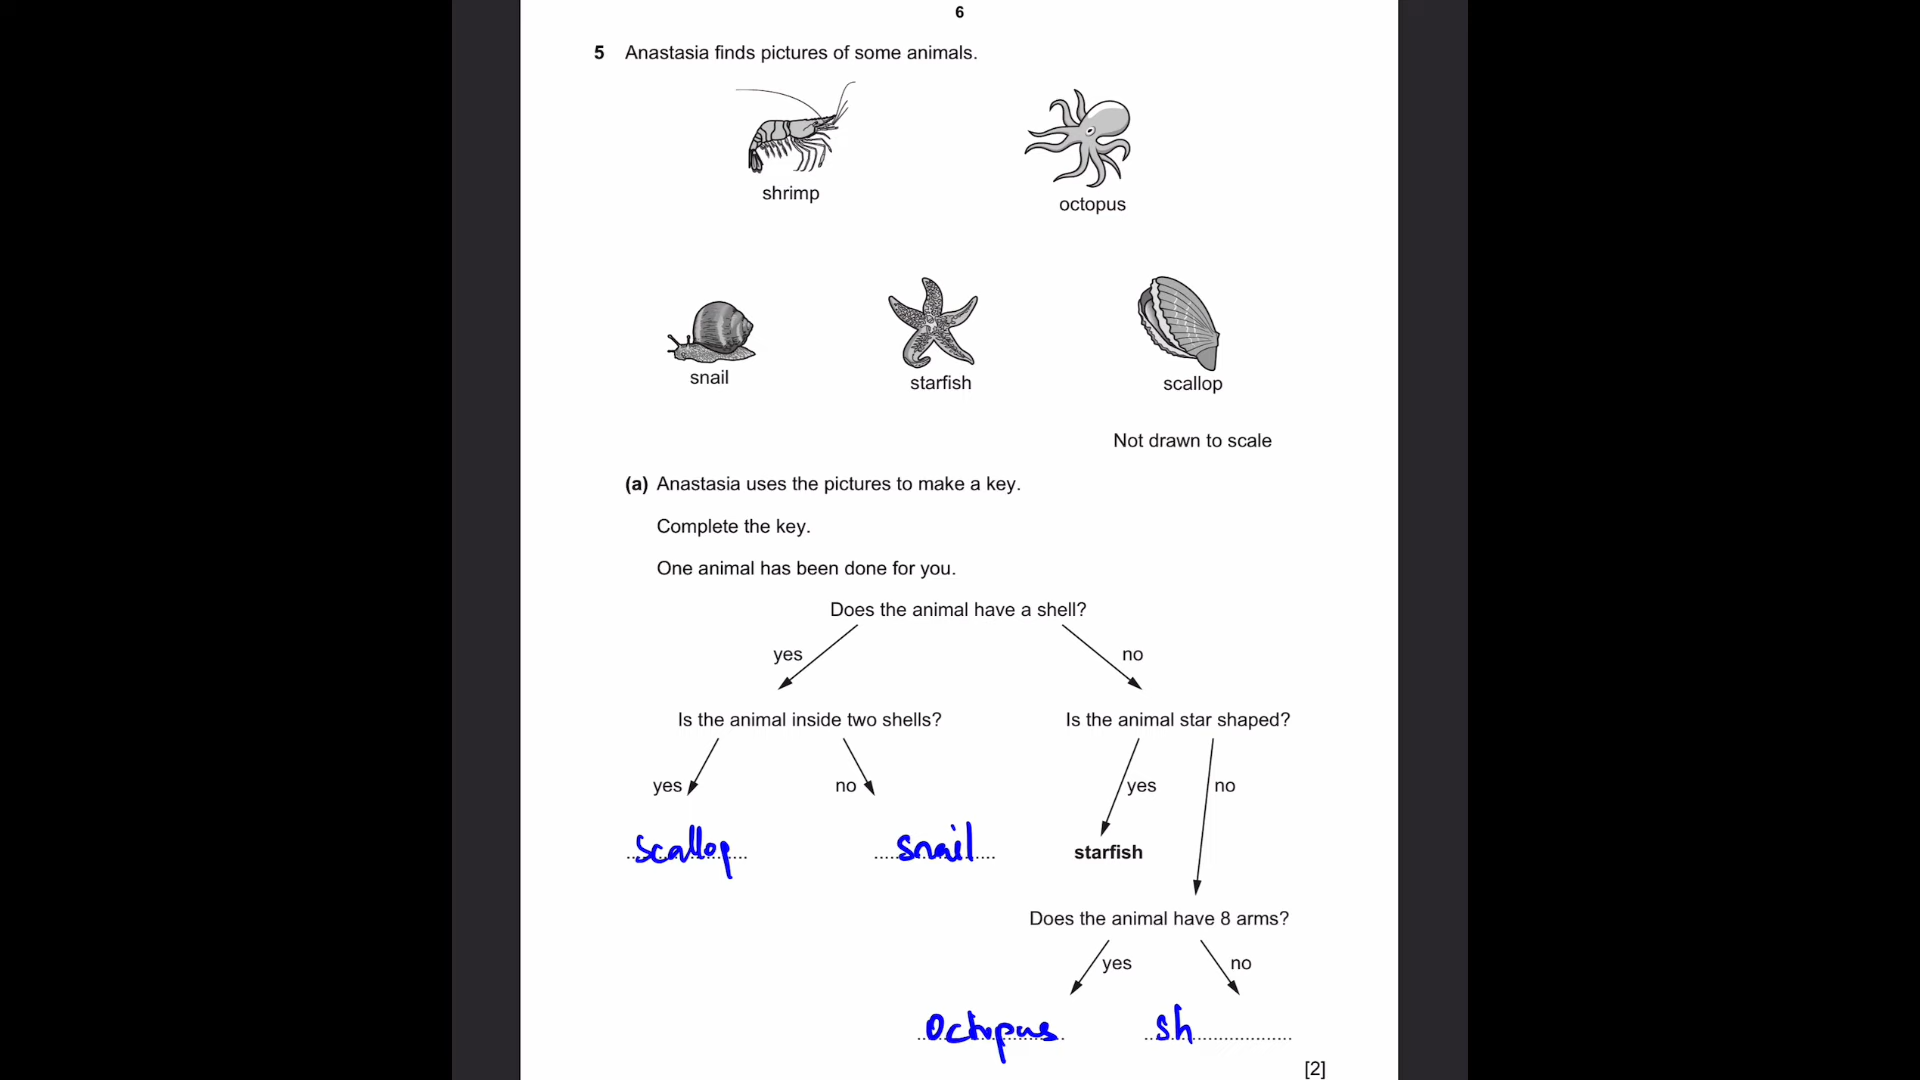 6
5 Anastasia finds pictures of some animals.
shrimp
octopus
snail
starfish
scallop
Not drawn to scale
(a) Anastasia uses the pictures to make a key.
Complete the key.
One animal has been done for you.
Does the animal have a shell?
yes
no
Is the animal inside two shells?
Is the animal star shaped?
yes
no
yes
no
scallop
snail
starfish
Does the animal have 8 arms?
yes
no
Octopus
sh
[2]